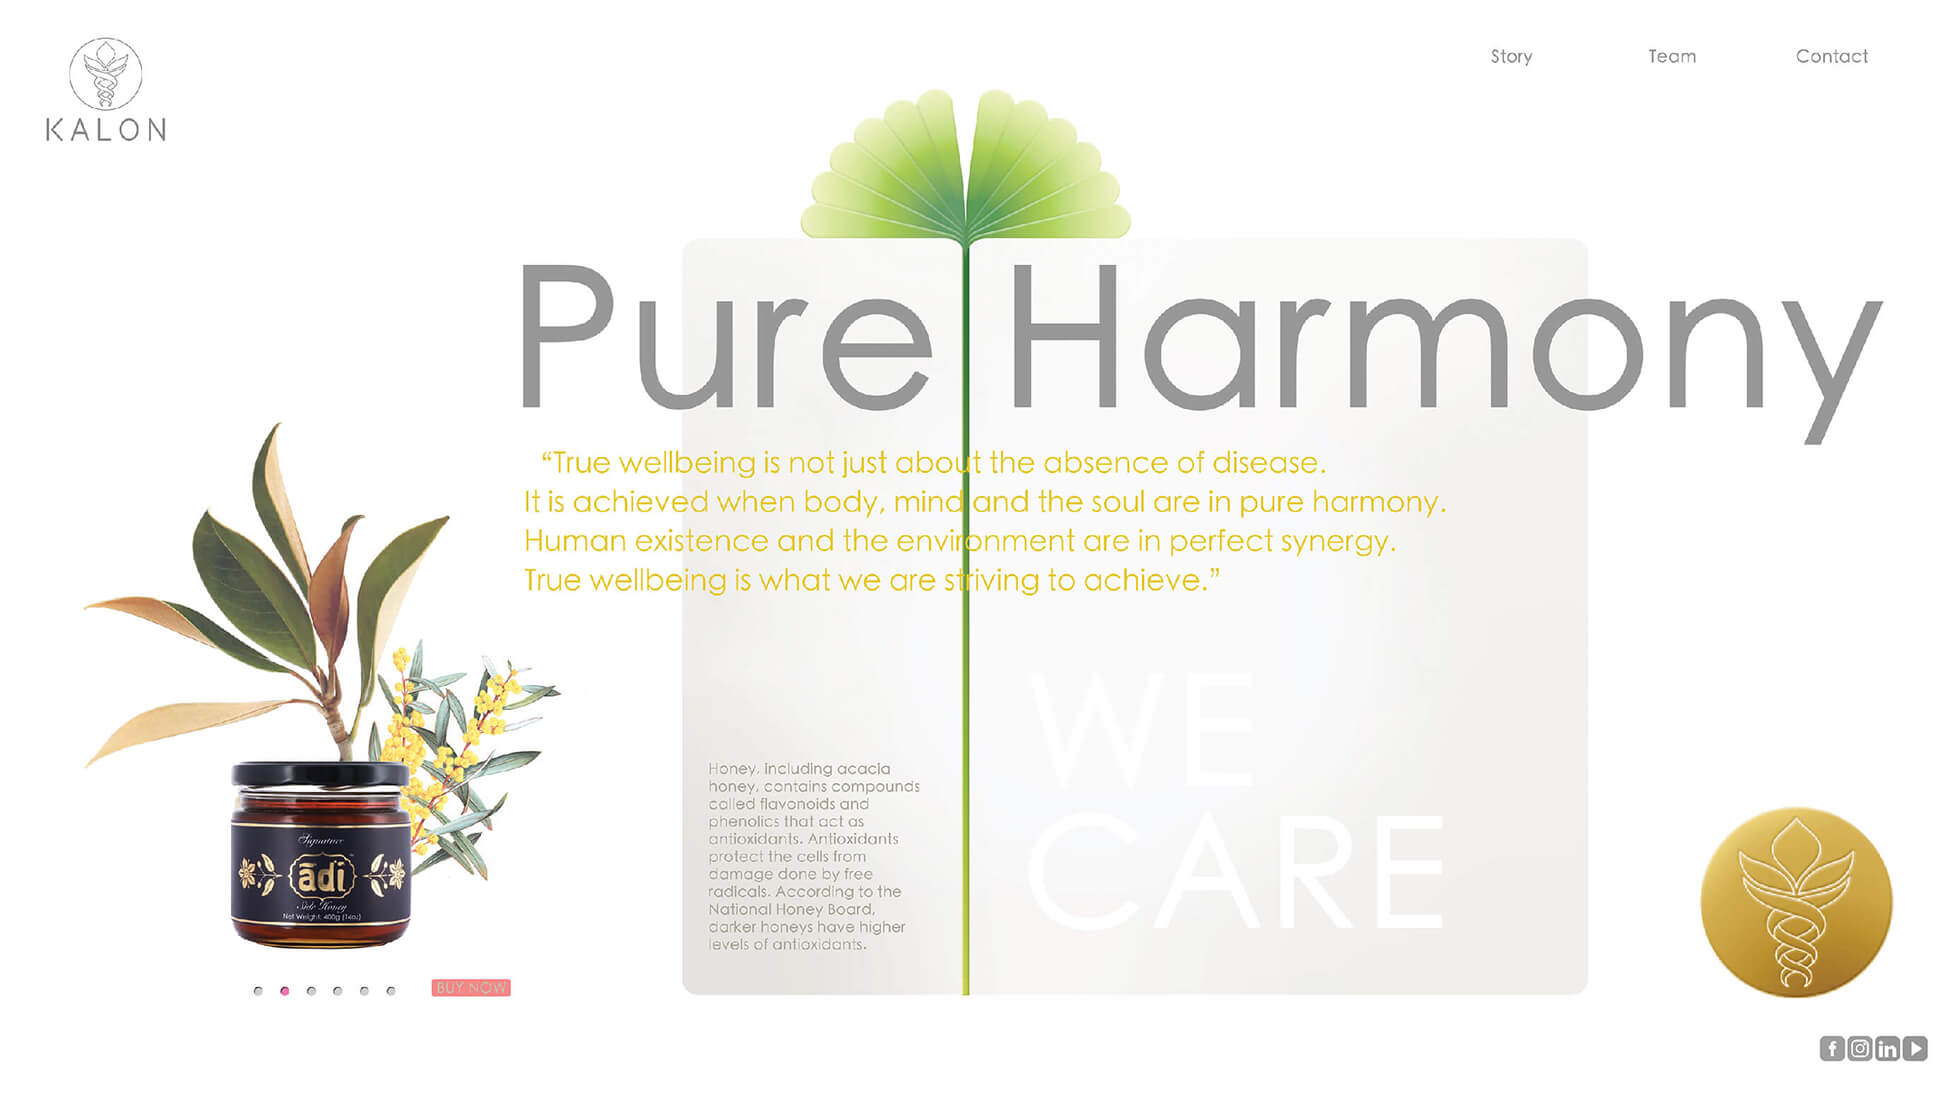 KALON
Story
Team
Contact
Pure Harmony
“True wellbeing is not just about the absence of disease.
It is achieved when body, mind and the soul are in pure harmony.
Human existence and the environment are in perfect synergy.
True wellbeing is what we are striving to achieve.”
WE
CARE
Honey, including acacia
honey, contains compounds
called flavonoids and
phenolics that act as
antioxidants. Antioxidants
protect the cells from
damage done by free
radicals. According to the
National Honey Board,
darker honeys have higher
levels of antioxidants.
Signature
ādi
Sidr Honey
Net Weight: 400g (14oz)
BUY NOW